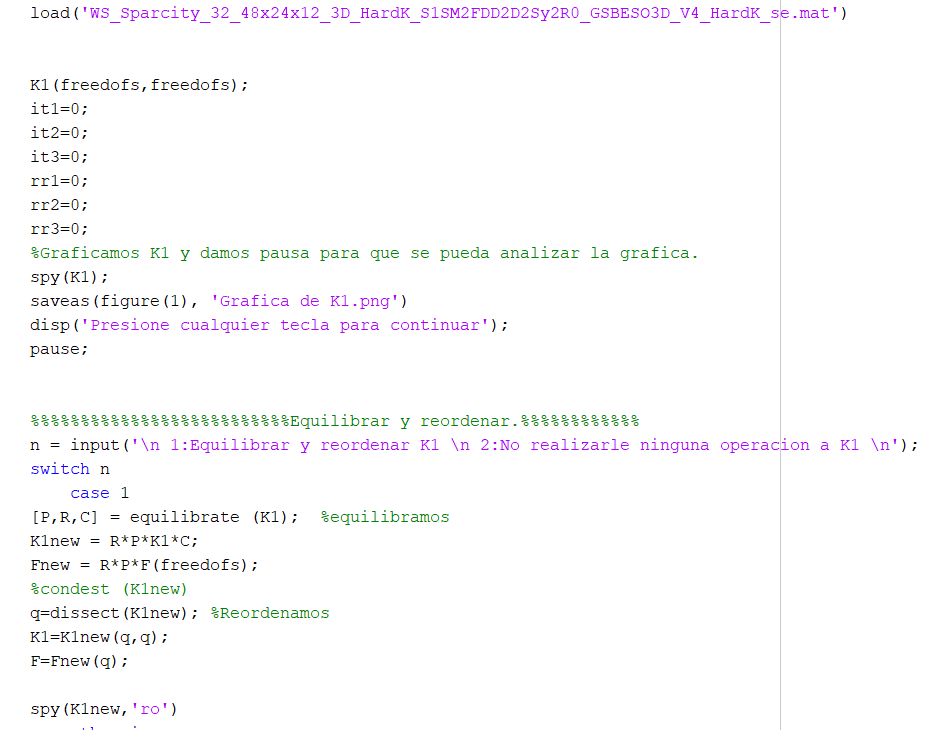 load('WS_Sparcity_32_48x24x12_3D_HardK_S1SM2FDD2D2Sy2R0_GSBESO3D_V4_HardK_se.mat')
K1(freedofs,freedofs);
it1=0;
it2=0;
it3=0;
rr1=0;
rr2=0;
rr3=0;
%Graficamos K1 y damos pausa para que se pueda analizar la grafica.
spy(K1);
saveas(figure(1), 'Grafica de K1.png')
disp('Presione cualquier tecla para continuar');
pause;
%%%%%%%%%%%%%%%%%%%%%%%%%%Equilibrar y reordenar.%%%%%%%%%%%%
n = input('\n 1:Equilibrar y reordenar K1 \n 2:No realizarle ninguna operacion a K1 \n');
switch n
case 1
[P,R,C] = equilibrate (K1);  %equilibramos
K1new = R*P*K1*C;
Fnew = R*P*F(freedofs);
%condest (K1new)
q=dissect(K1new); %Reordenamos
K1=K1new(q,q);
F=Fnew(q);
spy(K1new,'ro')